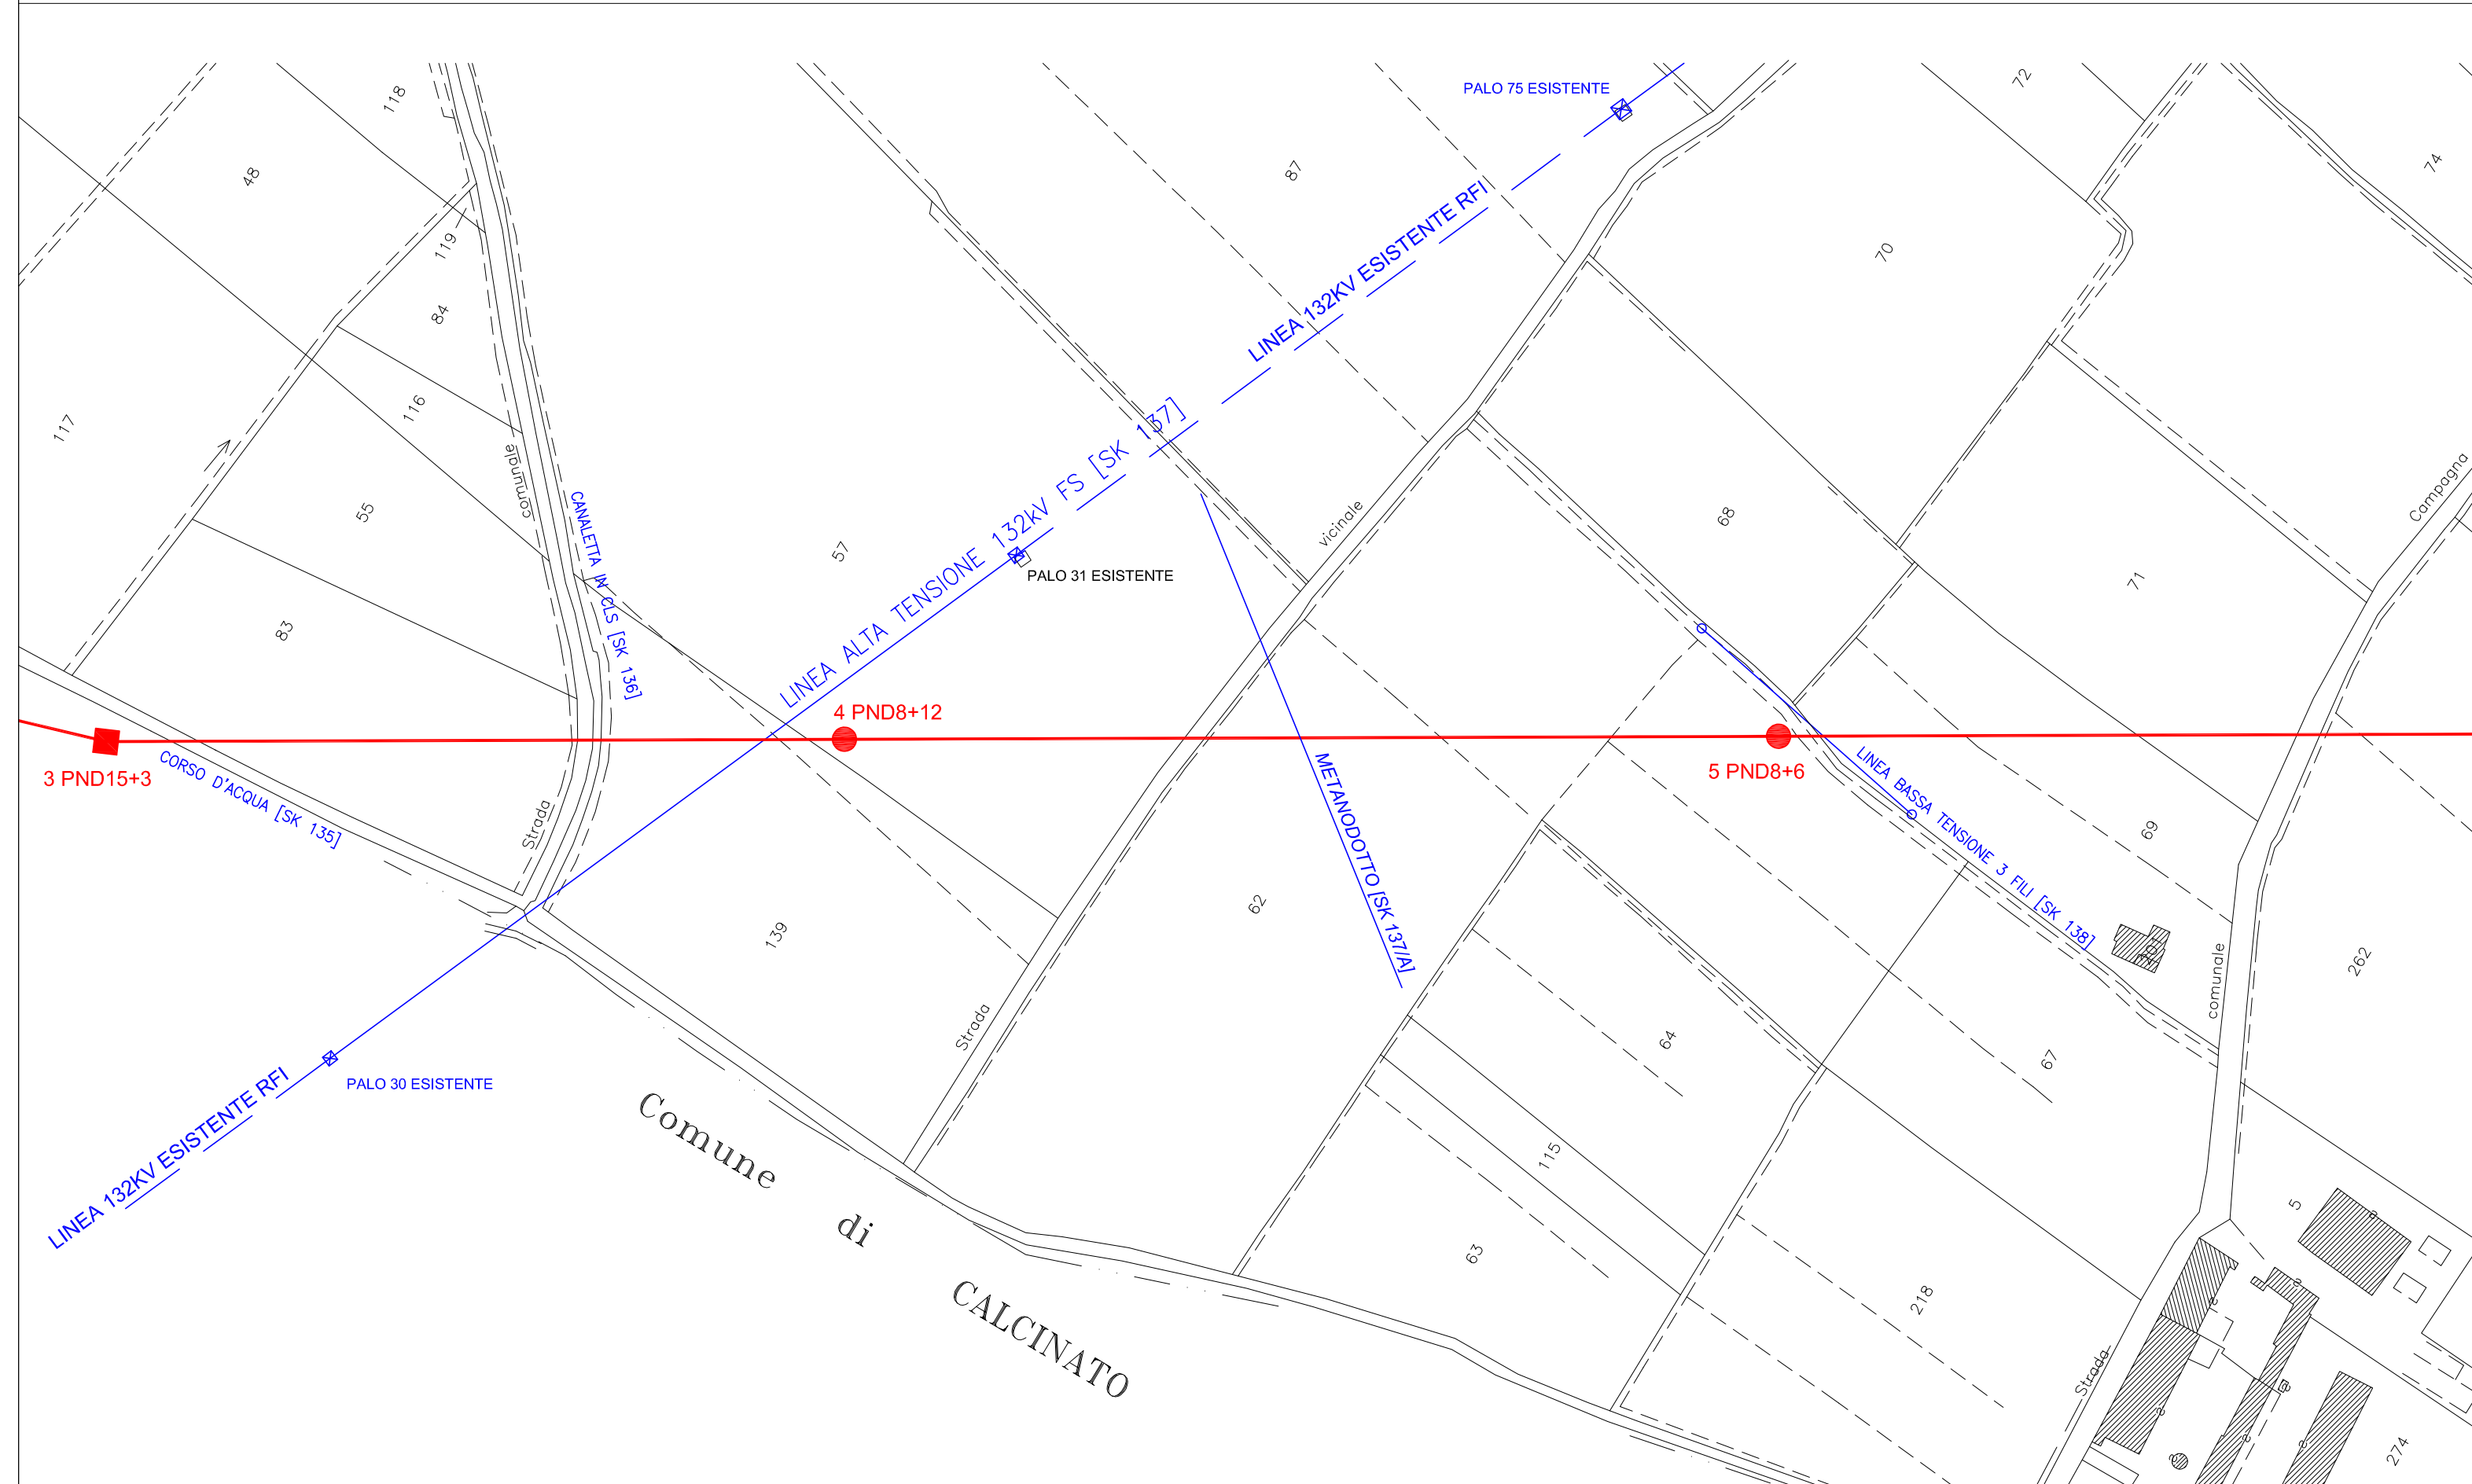 PALO 75 ESISTENTE
72
118
74
87
48
119
70
LINEA 132KV ESISTENTE RFI
84
116
117
LINEA ALTA TENSIONE 132kV FS [SK 137]
Comunale
55
CANALETTA IN CLS [SK 136]
57
vicinale
68
Campagna
71
PALO 31 ESISTENTE
83
4 PND8+12
3 PND15+3
CORSO D'ACQUA [SK 135]
5 PND8+6
METANODOTTO [SK 137/A]
LINEA BASSA TENSIONE 3 FILI [SK 138]
69
Strada
62
139
262
comunale
Strada
64
67
PALO 30 ESISTENTE
LINEA 132KV ESISTENTE RFI
Comune
di
CALCINATO
115
63
218
5
a
a
a
Strada
a
a
a
a
a
274